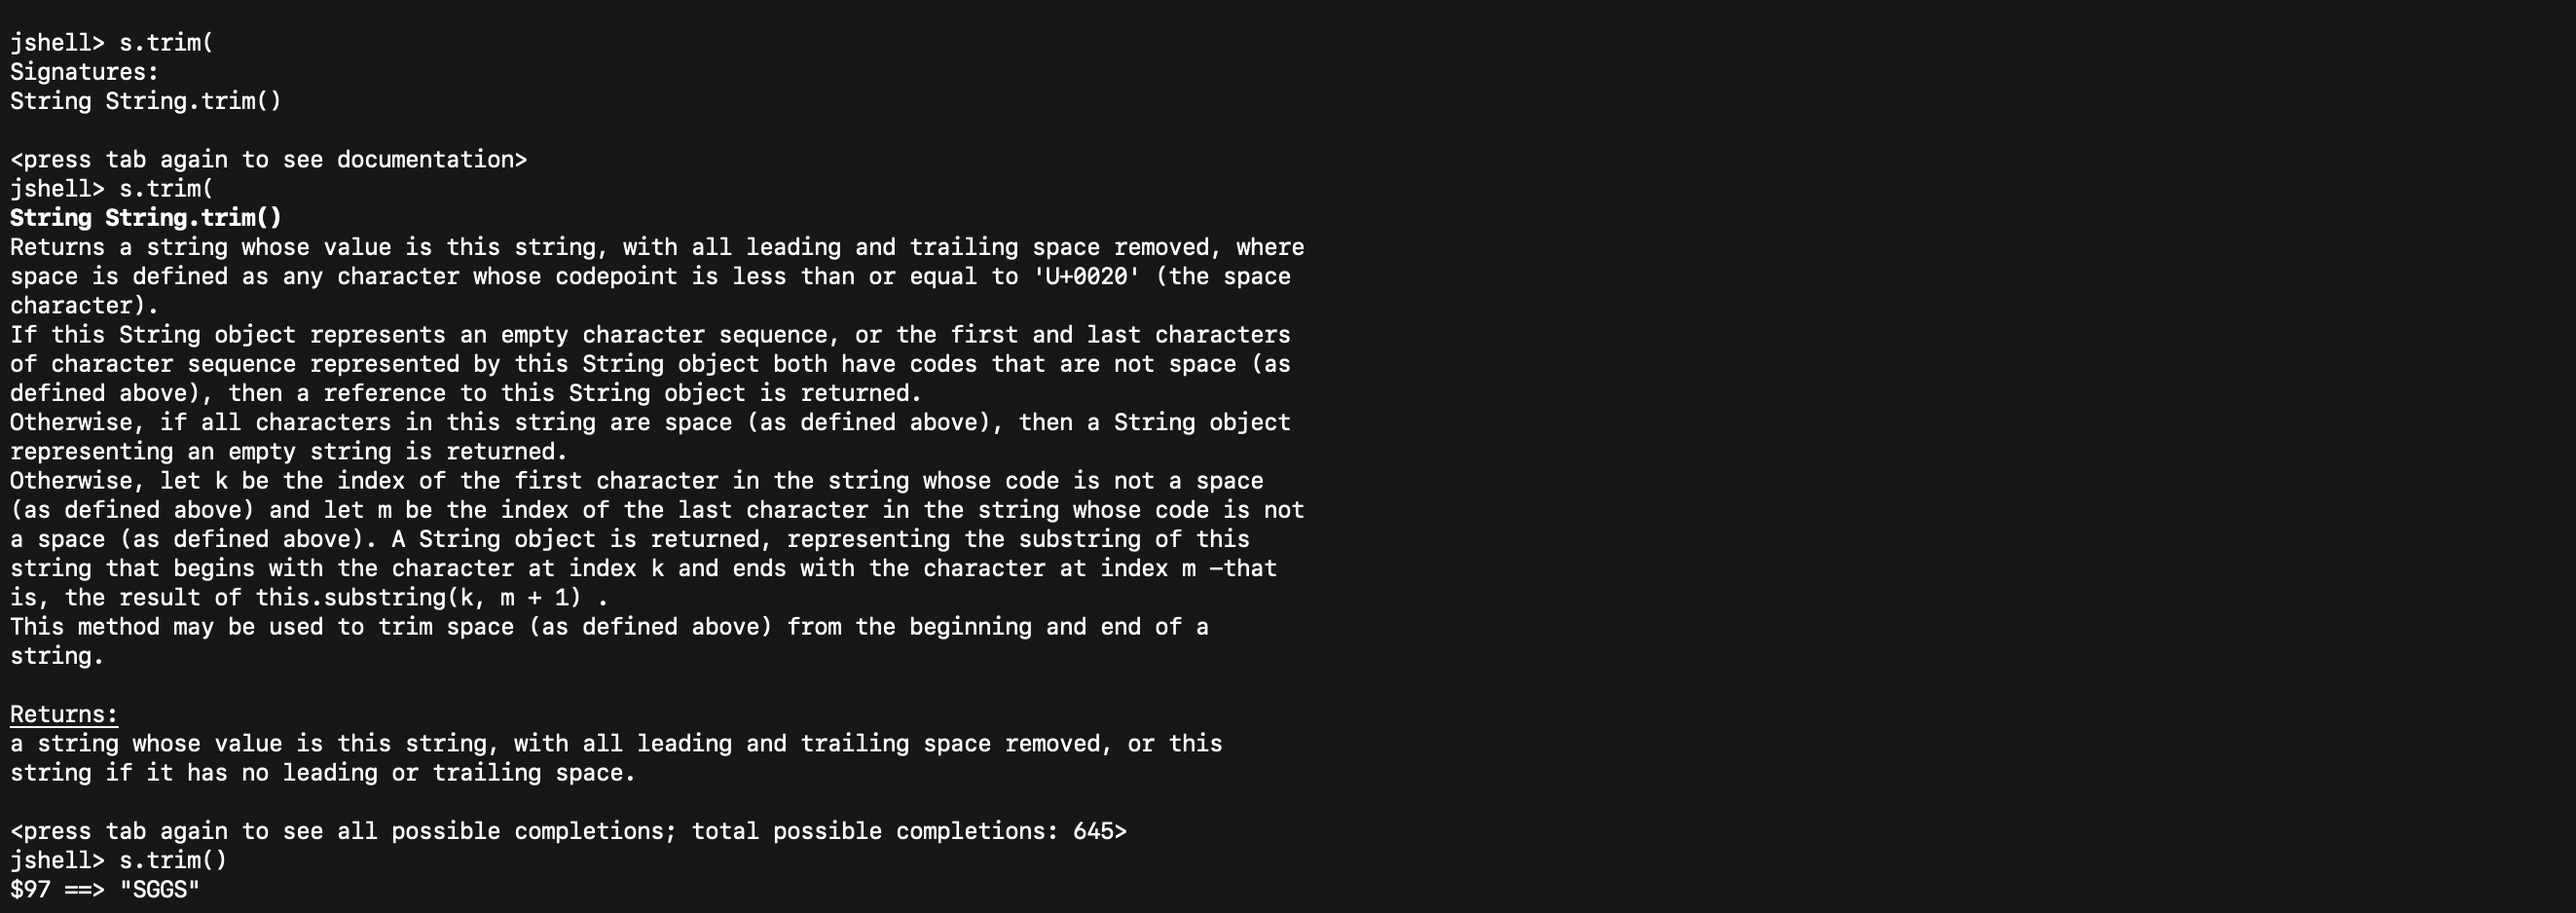 jshell> s.trim(
Signatures:
String String.trim()
<press tab again to see documentation>
jshell> s.trim(
String String.trim()
Returns a string whose value is this string, with all leading and trailing space removed, where
space is defined as any character whose codepoint is less than or equal to 'U+0020' (the space
character).
If this String object represents an empty character sequence, or the first and last characters
of character sequence represented by this String object both have codes that are not space (as
defined above), then a reference to this String object is returned.
Otherwise, if all characters in this string are space (as defined above), then a String object
representing an empty string is returned.
Otherwise, let k be the index of the first character in the string whose code is not a space
(as defined above) and let m be the index of the last character in the string whose code is not
a space (as defined above). A String object is returned, representing the substring of this
string that begins with the character at index k and ends with the character at index m —that
is, the result of this.substring(k, m + 1) .
This method may be used to trim space (as defined above) from the beginning and end of a
string.
Returns:
a string whose value is this string, with all leading and trailing space removed, or this
string if it has no leading or trailing space.
<press tab again to see all possible completions; total possible completions: 645>
jshell> s.trim()
$97 ==> "SGGS"